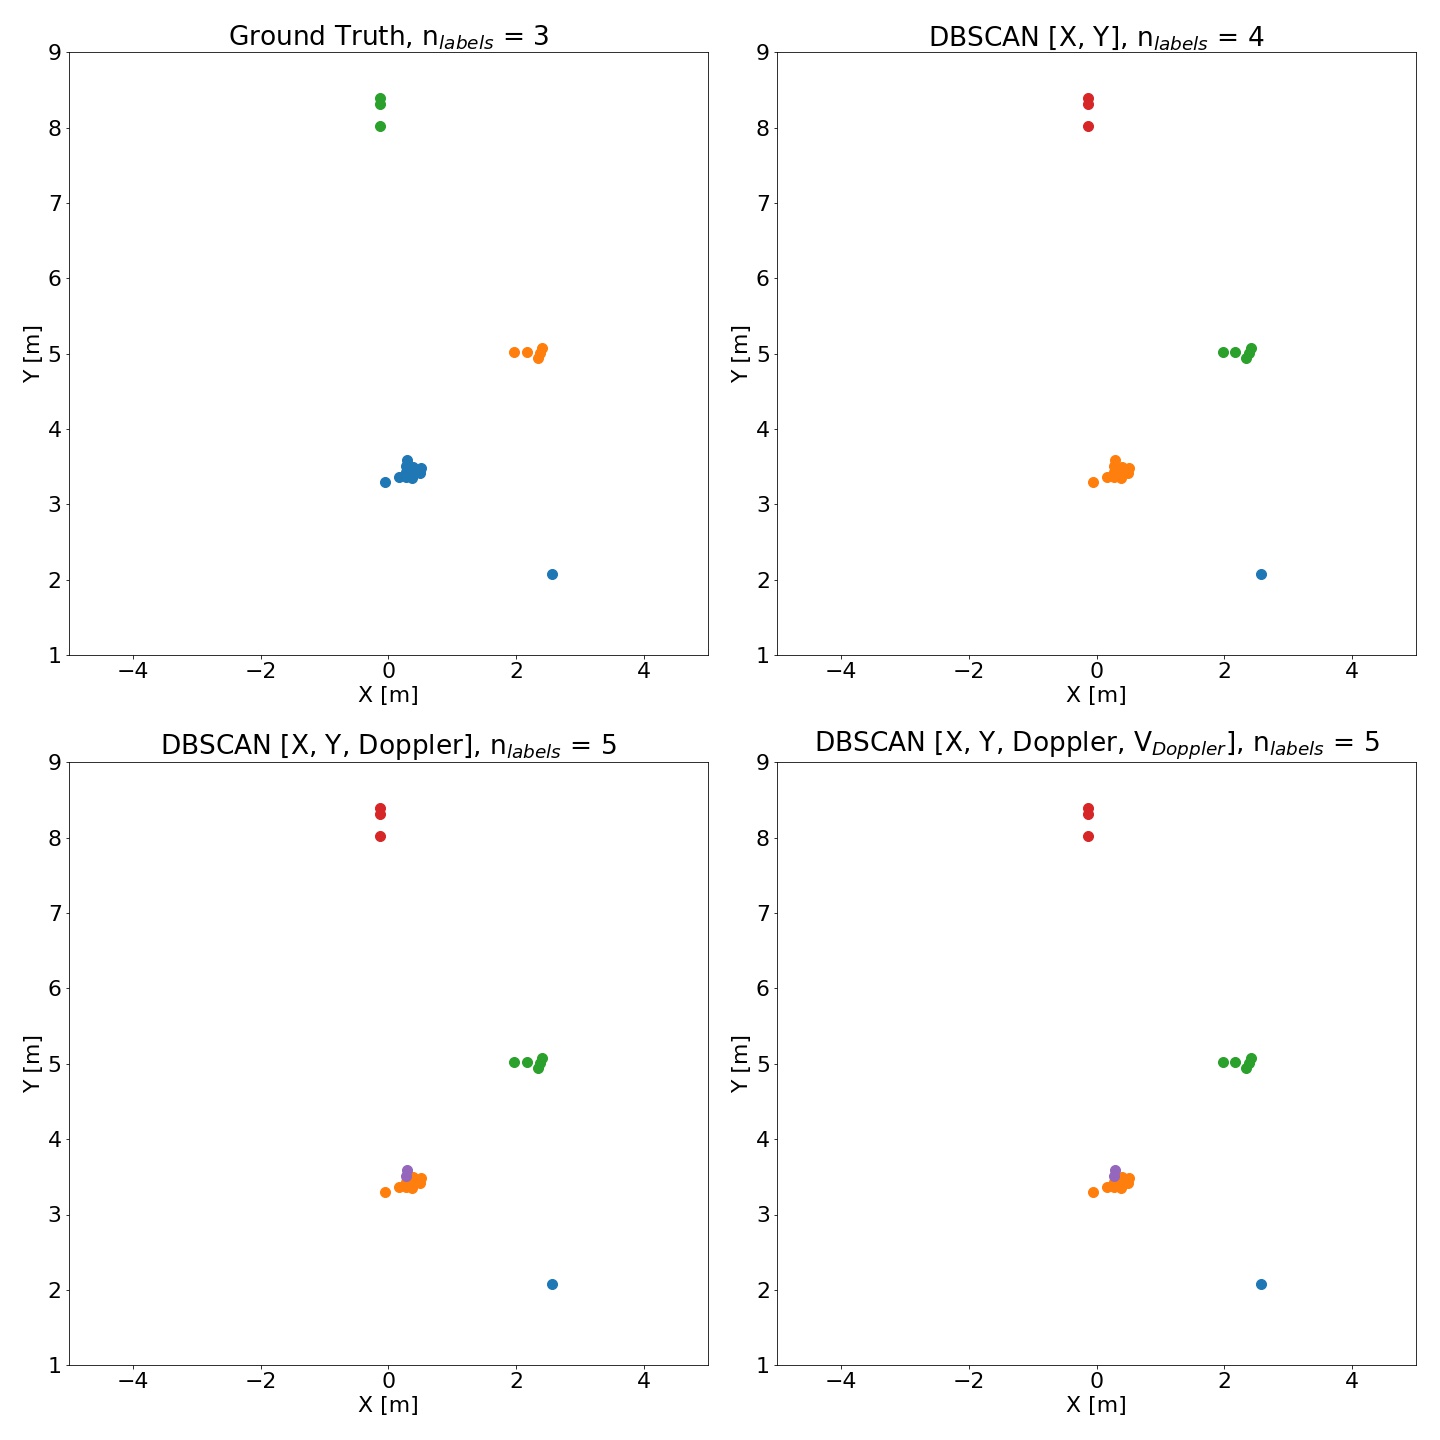 Ground Truth, n_labels = 3
9
8
7
6
5
4
3
2
1
Y [m]
−4 −2 0 2 4
X [m]
DBSCAN [X, Y], n_labels = 4
9
8
7
6
5
4
3
2
1
Y [m]
−4 −2 0 2 4
X [m]
DBSCAN [X, Y, Doppler], n_labels = 5
9
8
7
6
5
4
3
2
1
Y [m]
−4 −2 0 2 4
X [m]
DBSCAN [X, Y, Doppler, V_Doppler], n_labels = 5
9
8
7
6
5
4
3
2
1
Y [m]
−4 −2 0 2 4
X [m]